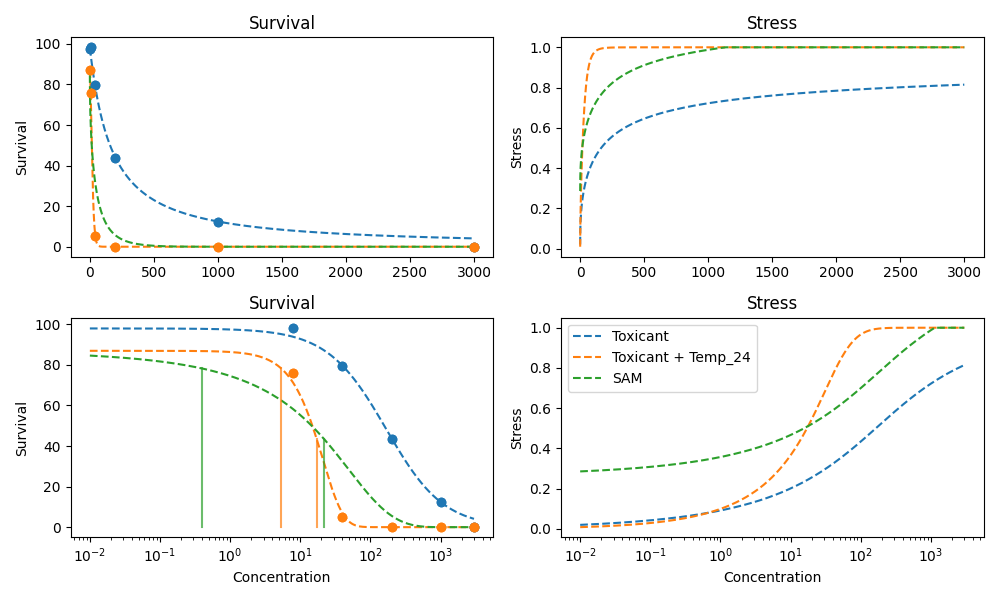 Survival
Stress
Survival
100
80
60
40
20
0
0 500 1000 1500 2000 2500 3000
Stress
1.0
0.8
0.6
0.4
0.2
0.0
0 500 1000 1500 2000 2500 3000
Survival
Stress
Survival
100
80
60
40
20
0
10⁻² 10⁻¹ 10⁰ 10¹ 10² 10³
Concentration
Stress
1.0
0.8
0.6
0.4
0.2
0.0
Toxicant
Toxicant + Temp_24
SAM
10⁻² 10⁻¹ 10⁰ 10¹ 10² 10³
Concentration